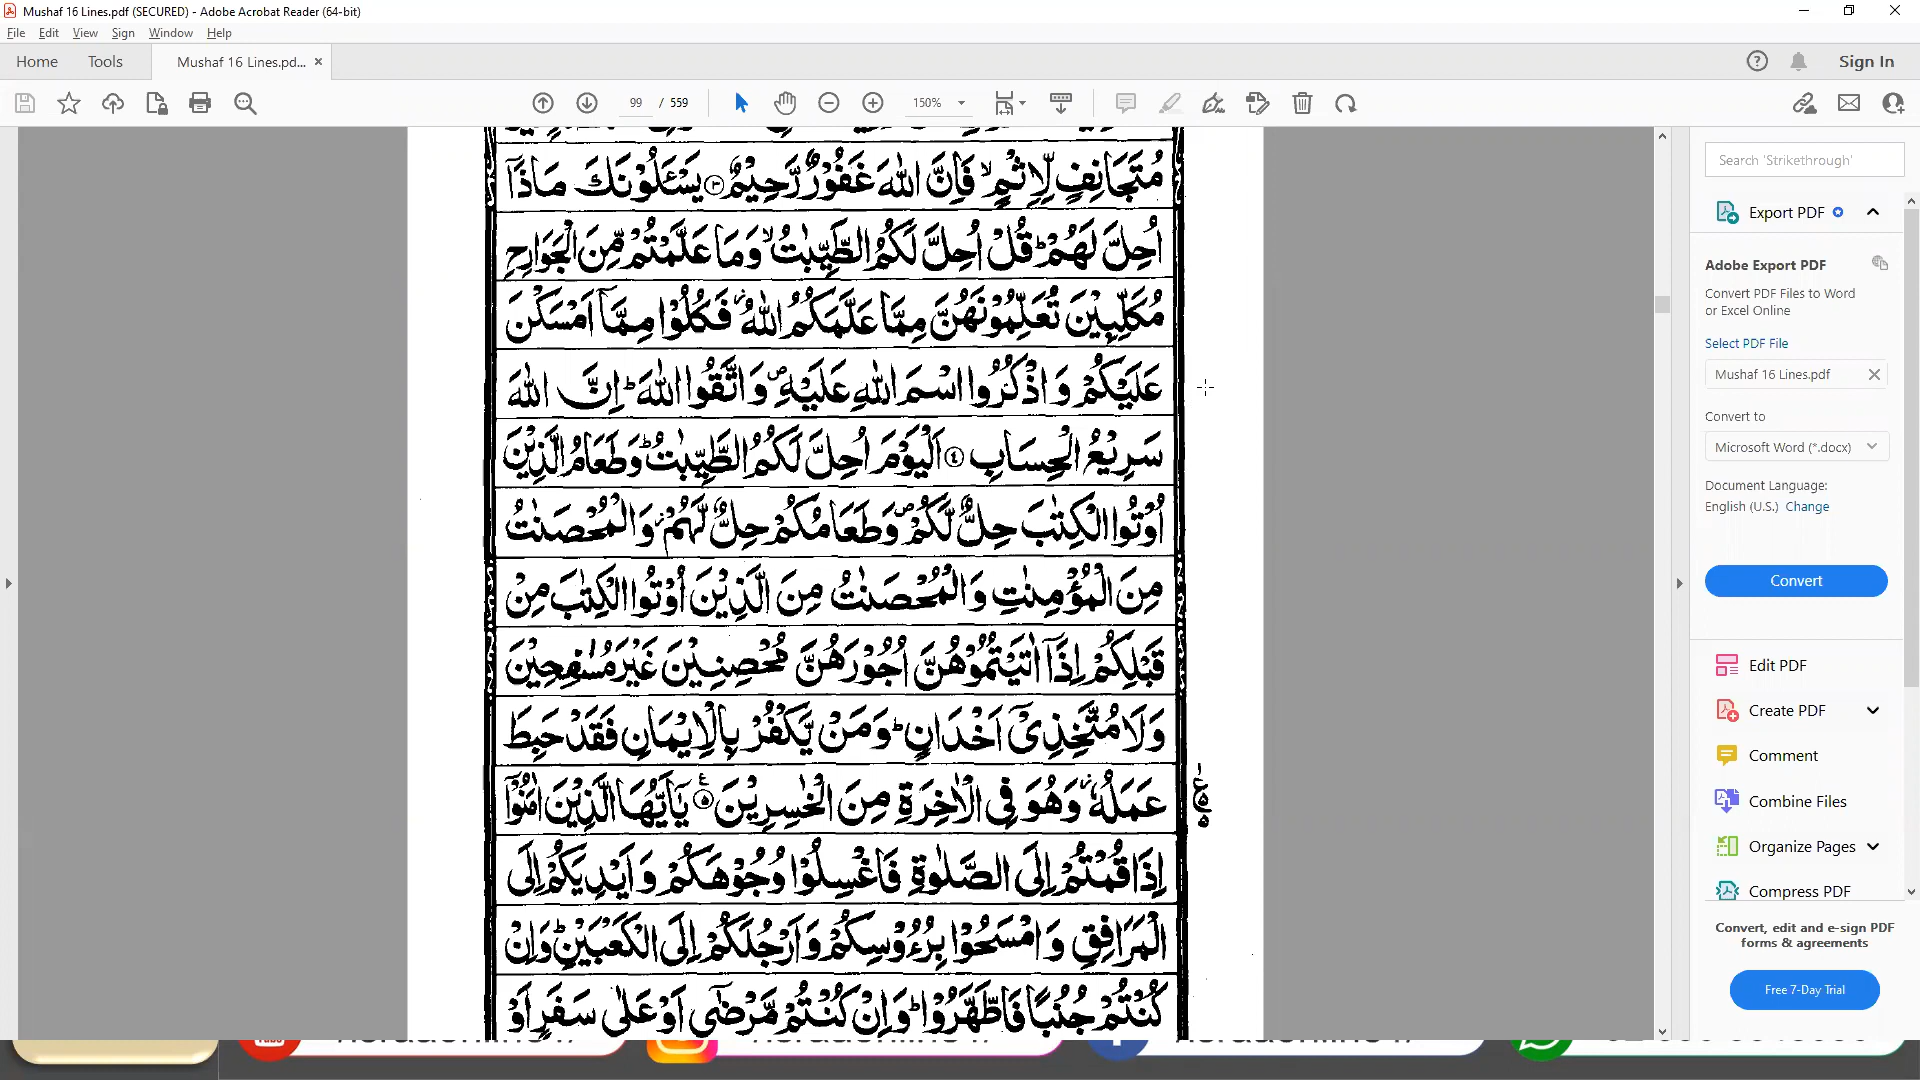 Mushaf 16 Lines.pdf (SECURED) - Adobe Acrobat Reader (64-bit)
File Edit View Sign Window Help
Home Tools Mushaf 16 Lines.pd... × Sign In
99 / 559 150%
مُتَجَانِفٍ لِّاِثْمٍ ۙ فَاِنَّ اللّٰهَ غَفُوْرٌ رَّحِیْمٌ ۝۳ یَسْـَٔلُوْنَكَ مَاذَاۤ
اُحِلَّ لَهُمْ ؕ قُلْ اُحِلَّ لَكُمُ الطَّیِّبٰتُ ۙ وَمَا عَلَّمْتُمْ مِّنَ الْجَوَارِحِ
مُكَلِّبِیْنَ تُعَلِّمُوْنَهُنَّ مِمَّا عَلَّمَكُمُ اللّٰهُ ؗ فَكُلُوْا مِمَّاۤ اَمْسَكْنَ
عَلَیْكُمْ وَاذْكُرُوا اسْمَ اللّٰهِ عَلَیْهِ ۪ وَاتَّقُوا اللّٰهَ ؕ اِنَّ اللّٰهَ
سَرِیْعُ الْحِسَابِ ۝۴ اَلْیَوْمَ اُحِلَّ لَكُمُ الطَّیِّبٰتُ ؕ وَطَعَامُ الَّذِیْنَ
اُوْتُوا الْكِتٰبَ حِلٌّ لَّكُمْ ۪ وَطَعَامُكُمْ حِلٌّ لَّهُمْ ؗ وَالْمُحْصَنٰتُ
مِنَ الْمُؤْمِنٰتِ وَالْمُحْصَنٰتُ مِنَ الَّذِیْنَ اُوْتُوا الْكِتٰبَ مِنْ
قَبْلِكُمْ اِذَاۤ اٰتَیْتُمُوْهُنَّ اُجُوْرَهُنَّ مُحْصِنِیْنَ غَیْرَ مُسٰفِحِیْنَ
وَلَا مُتَّخِذِیْۤ اَخْدَانٍ ؕ وَمَنْ یَّكْفُرْ بِالْاِیْمَانِ فَقَدْ حَبِطَ
عَمَلُهٗ ؗ وَهُوَ فِی الْاٰخِرَةِ مِنَ الْخٰسِرِیْنَ ۝۵ یٰۤاَیُّهَا الَّذِیْنَ اٰمَنُوْۤا
اِذَا قُمْتُمْ اِلَی الصَّلٰوةِ فَاغْسِلُوْا وُجُوْهَكُمْ وَاَیْدِیَكُمْ اِلَی
الْمَرَافِقِ وَامْسَحُوْا بِرُءُوْسِكُمْ وَاَرْجُلَكُمْ اِلَی الْكَعْبَیْنِ ؕ وَاِنْ
كُنْتُمْ جُنُبًا فَاطَّهَّرُوْا ؕ وَاِنْ كُنْتُمْ مَّرْضٰۤی اَوْ عَلٰی سَفَرٍ اَوْ
Search 'Strikethrough'
Export PDF
Adobe Export PDF
Convert PDF Files to Word
or Excel Online
Select PDF File
Mushaf 16 Lines.pdf
Convert to
Microsoft Word (*.docx)
Document Language:
English (U.S.) Change
Convert
Edit PDF
Create PDF
Comment
Combine Files
Organize Pages
Compress PDF
Convert, edit and e-sign PDF
forms & agreements
Free 7-Day Trial